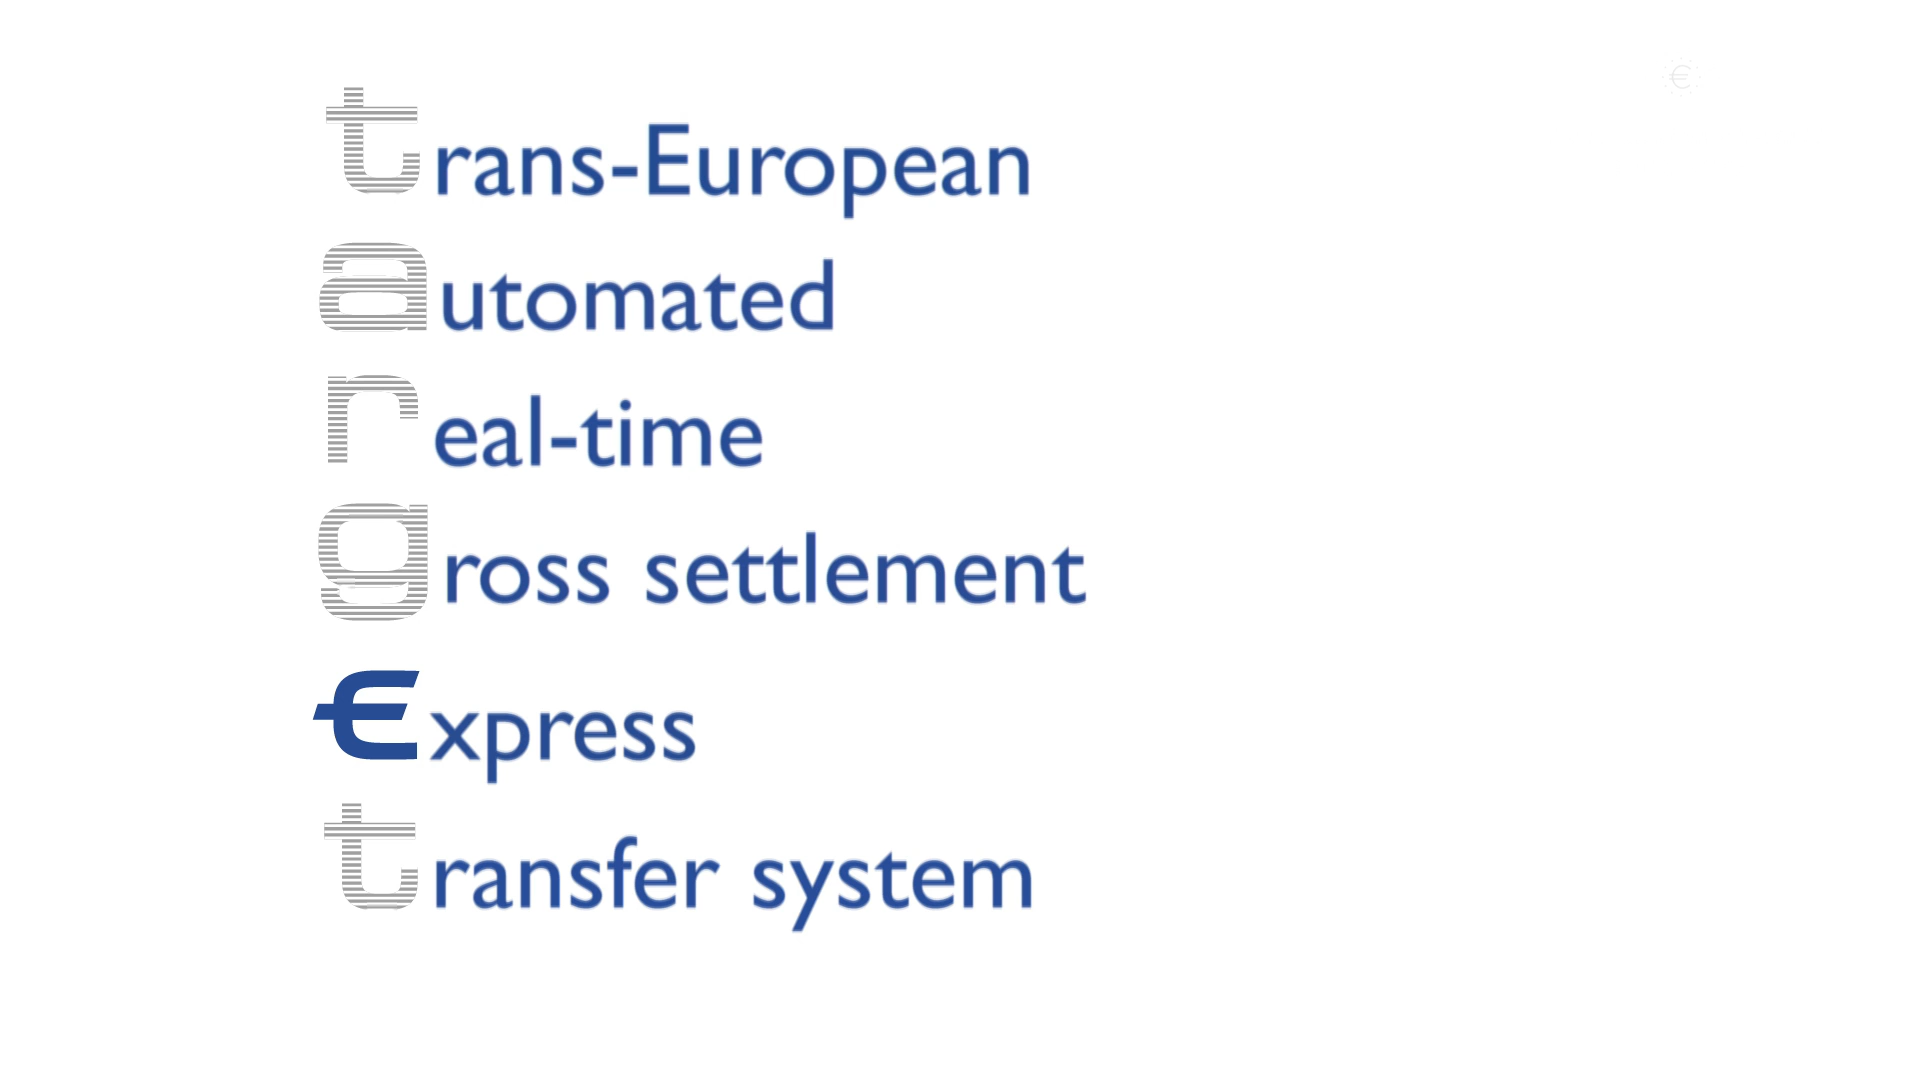 trans-European
automated
real-time
gross settlement
€xpress
transfer system